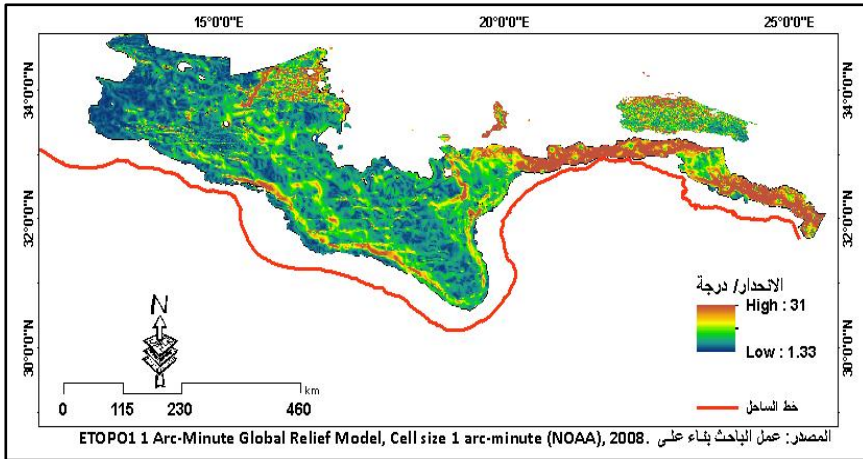 15°0'0"E 20°0'0"E 25°0'0"E
34°0'0"N 34°0'0"N
32°0'0"N 32°0'0"N
30°0'0"N 30°0'0"N
الانحدار/ درجة
High : 31
Low : 1.33
خط الساحل
N
km
0 115 230 460
المصدر: عمل الباحث بناء على ETOPO1 1 Arc-Minute Global Relief Model, Cell size 1 arc-minute (NOAA), 2008.